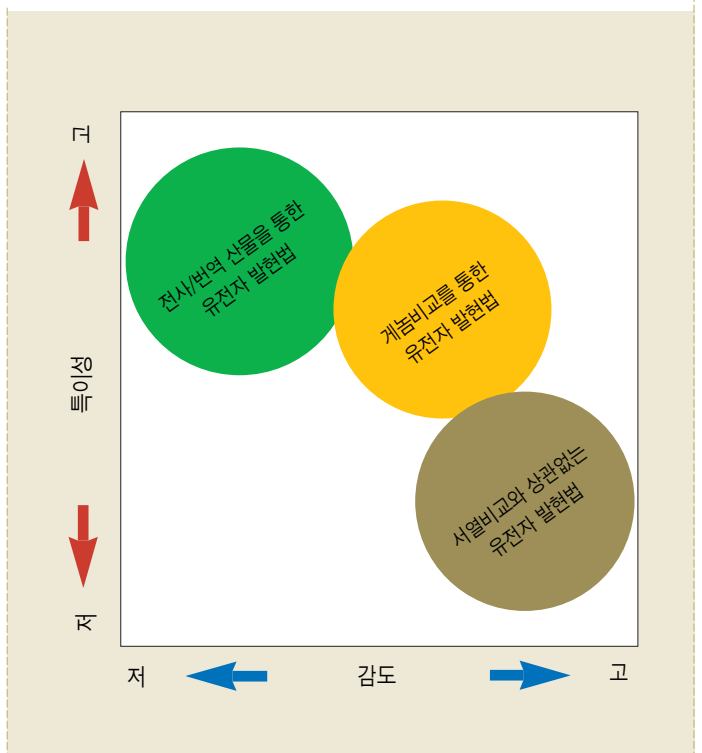 고
전사/번역 산물을 통한
유전자 발현법
게놈비교를 통한
유전자 발현법
특이성
서열비교와 상관없는
유전자 발현법
저
저
감도
고